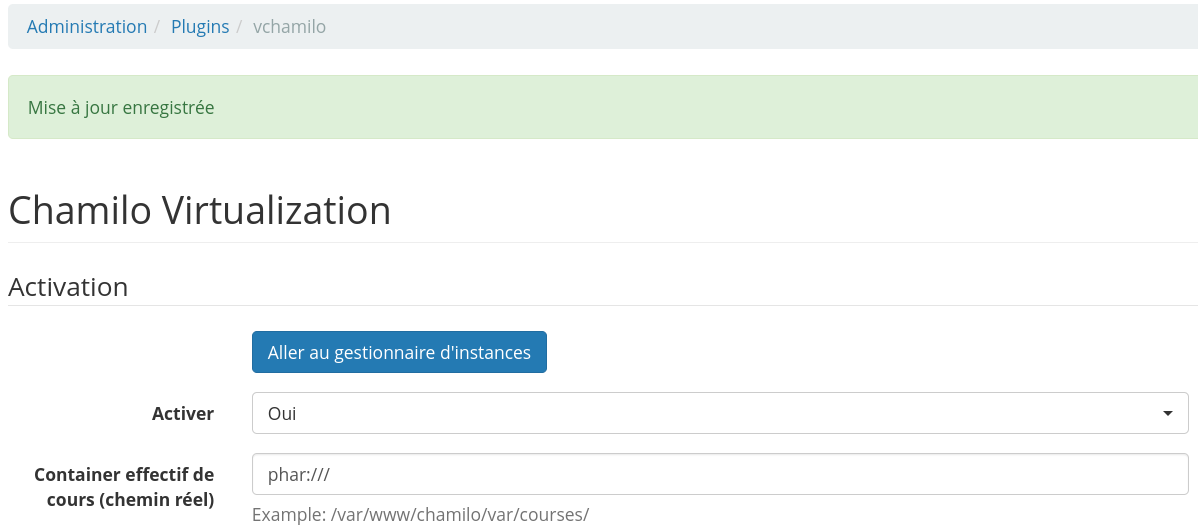 Administration / Plugins / vchamilo
Mise à jour enregistrée
Chamilo Virtualization
Activation
Aller au gestionnaire d'instances
Activer Oui
Container effectif de
cours (chemin réel) phar:///
Example: /var/www/chamilo/var/courses/